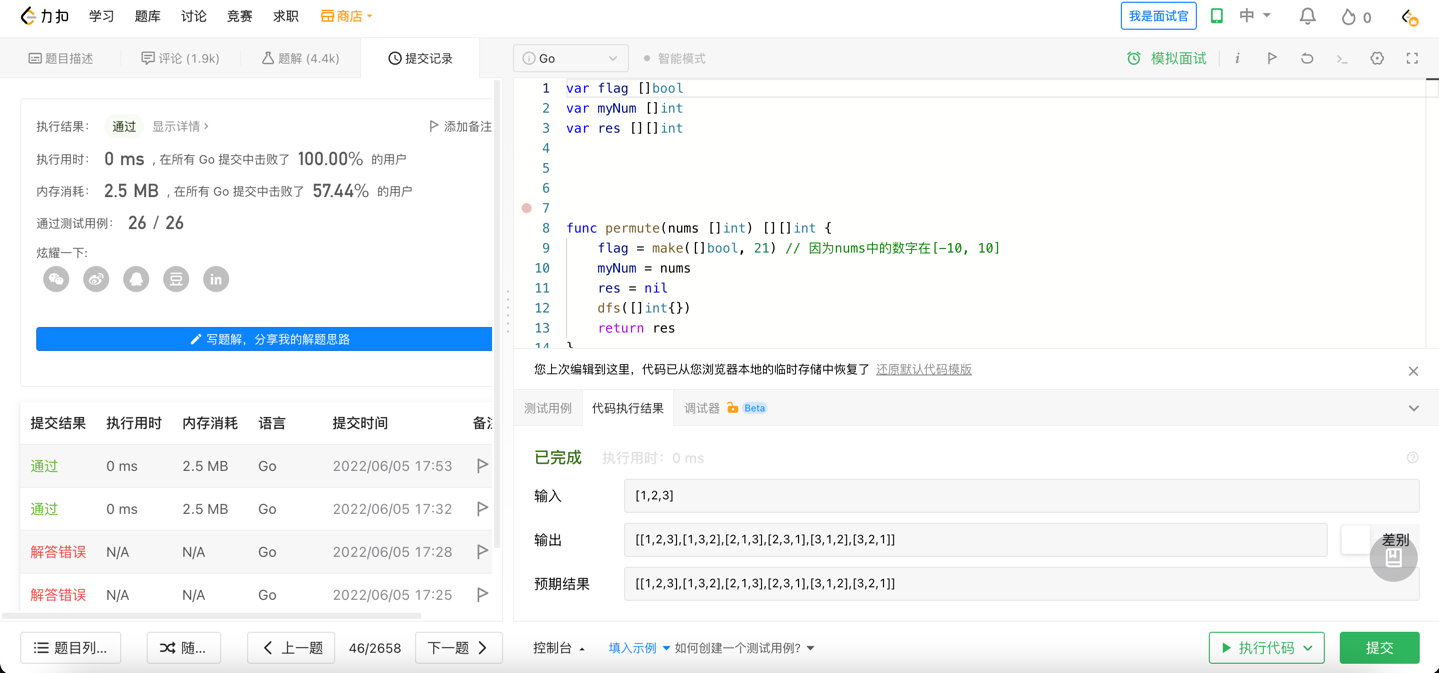 力扣 学习 题库 讨论 竞赛 求职 商店 我是面试官 中 0
题目描述 评论 (1.9k) 题解 (4.4k) 提交记录
执行结果： 通过 显示详情 › 添加备注
执行用时： 0 ms , 在所有 Go 提交中击败了 100.00% 的用户
内存消耗： 2.5 MB , 在所有 Go 提交中击败了 57.44% 的用户
通过测试用例： 26 / 26
炫耀一下:
豆 in
写题解，分享我的解题思路
提交结果 执行用时 内存消耗 语言 提交时间 备注
通过 0 ms 2.5 MB Go 2022/06/05 17:53
通过 0 ms 2.5 MB Go 2022/06/05 17:32
解答错误 N/A N/A Go 2022/06/05 17:28
解答错误 N/A N/A Go 2022/06/05 17:25
题目列... 随... 上一题 46/2658 下一题
Go 智能模式 模拟面试 i
1 var flag []bool
2 var myNum []int
3 var res [][]int
4
5
6
7
8 func permute(nums []int) [][]int {
9 flag = make([]bool, 21) // 因为nums中的数字在[-10, 10]
10 myNum = nums
11 res = nil
12 dfs([]int{})
13 return res
14 }
您上次编辑到这里，代码已从您浏览器本地的临时存储中恢复了 还原默认代码模版
测试用例 代码执行结果 调试器 Beta
已完成 执行用时：0 ms
输入 [1,2,3]
输出 [[1,2,3],[1,3,2],[2,1,3],[2,3,1],[3,1,2],[3,2,1]] 差别
预期结果 [[1,2,3],[1,3,2],[2,1,3],[2,3,1],[3,1,2],[3,2,1]]
控制台 填入示例 如何创建一个测试用例? 执行代码 提交